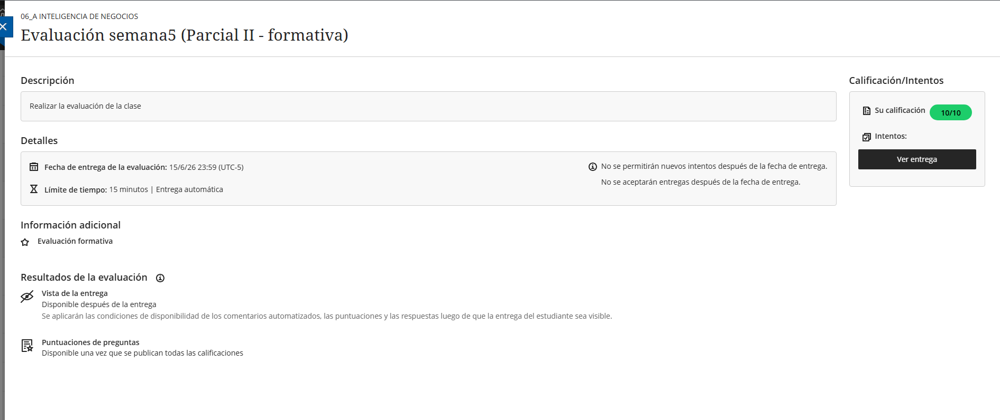 06_A INTELIGENCIA DE NEGOCIOS
Evaluación semana5 (Parcial II - formativa)
Descripción
Realizar la evaluación de la clase
Detalles
Fecha de entrega de la evaluación: 15/6/26 23:59 (UTC-5)
Límite de tiempo: 15 minutos | Entrega automática
No se permitirán nuevos intentos después de la fecha de entrega.
No se aceptarán entregas después de la fecha de entrega.
Calificación/Intentos
Su calificación 10/10
Intentos:
Ver entrega
Información adicional
Evaluación formativa
Resultados de la evaluación
Vista de la entrega
Disponible después de la entrega
Se aplicarán las condiciones de disponibilidad de los comentarios automatizados, las puntuaciones y las respuestas luego de que la entrega del estudiante sea visible.
Puntuaciones de preguntas
Disponible una vez que se publican todas las calificaciones